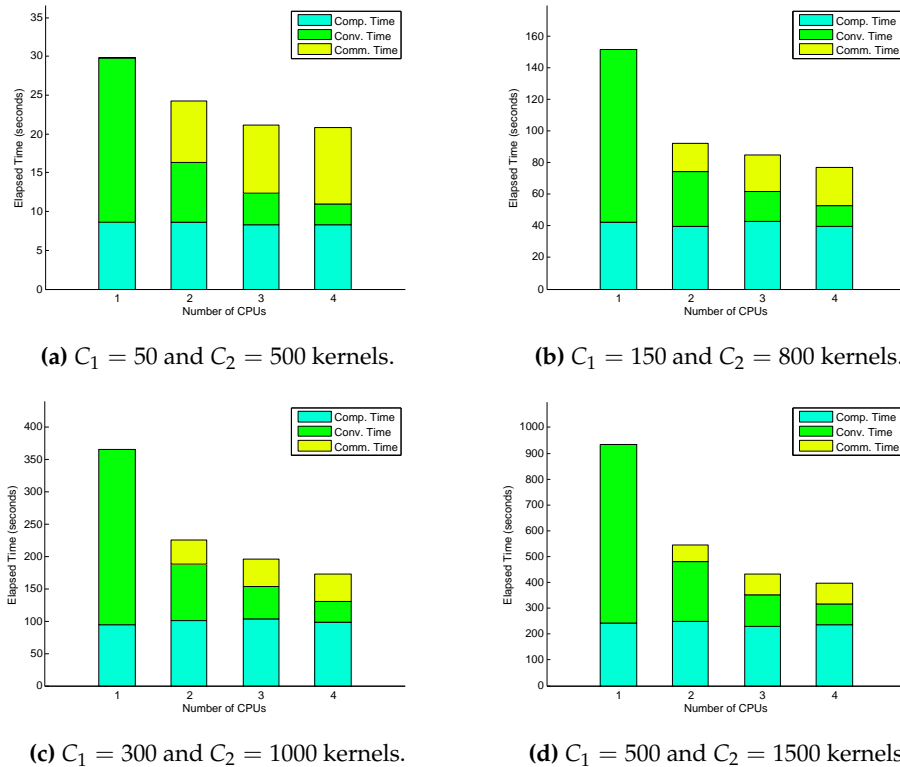 35
30
25
20
15
10
5
0
Elapsed Time (seconds)
1 2 3 4
Number of CPUs
Comp. Time
Conv. Time
Comm. Time
(a) C₁ = 50 and C₂ = 500 kernels.
160
140
120
100
80
60
40
20
0
Elapsed Time (seconds)
1 2 3 4
Number of CPUs
Comp. Time
Conv. Time
Comm. Time
(b) C₁ = 150 and C₂ = 800 kernels.
400
350
300
250
200
150
100
50
0
Elapsed Time (seconds)
1 2 3 4
Number of CPUs
Comp. Time
Conv. Time
Comm. Time
(c) C₁ = 300 and C₂ = 1000 kernels.
1000
900
800
700
600
500
400
300
200
100
0
Elapsed Time (seconds)
1 2 3 4
Number of CPUs
Comp. Time
Conv. Time
Comm. Time
(d) C₁ = 500 and C₂ = 1500 kernels